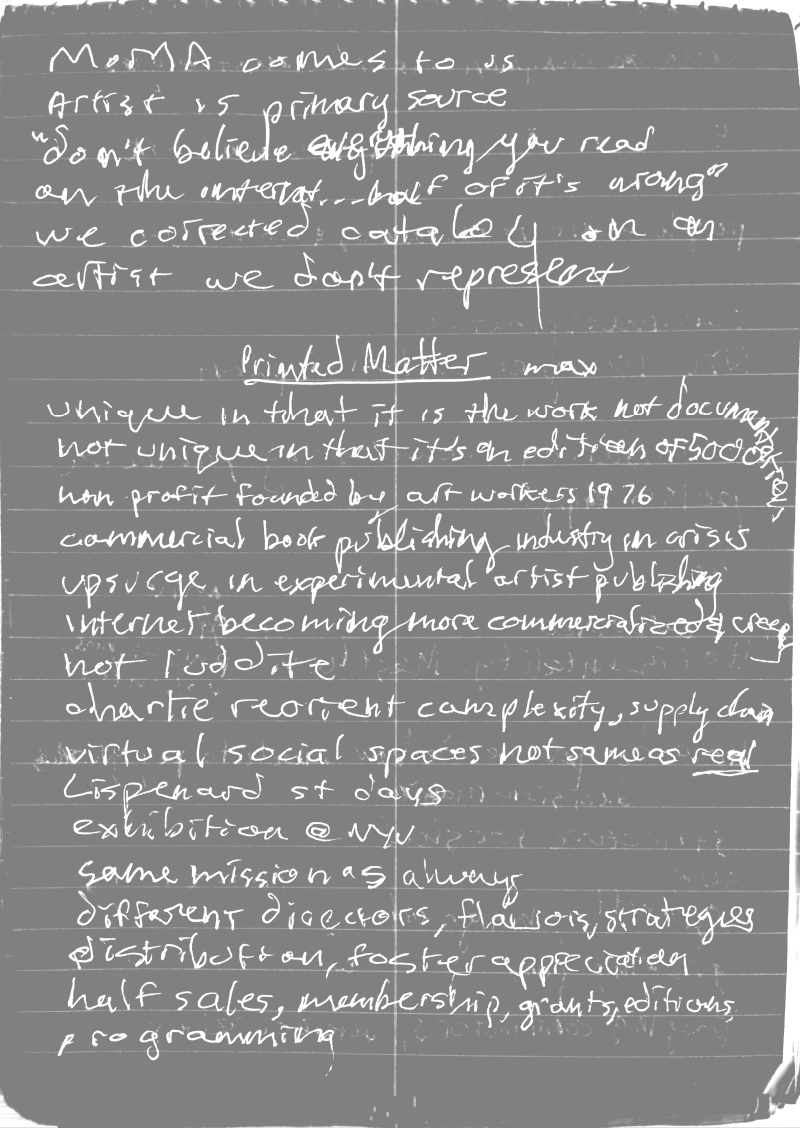 MoMA comes to us
Artist is primary source
"don't believe everything you read
on the internet...half of it's wrong"
we corrected catalog on an
artist we don't represent
Printed Matter max
unique in that it is the work not documentation
not unique in that it's an edition of 5000
non profit founded by art workers 1976
commercial book publishing industry in crisis
upsurge in experimental artist publishing
internet becoming more commercialized & creepy
not luddite
reorient complexity, supply chain
virtual social spaces not same as real
Lispenard st days
exhibition @ NYU
same mission as always
different directors, flavors, strategies
distribution, foster appreciation
half sales, membership, grants, editions,
programming